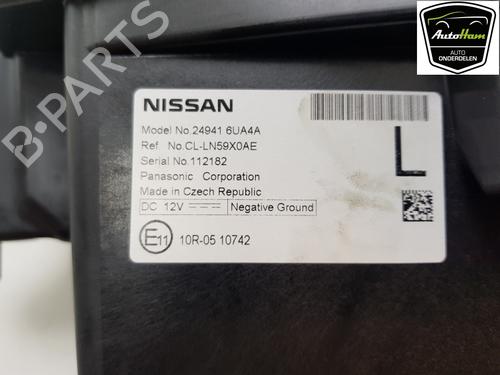 AutoHam
AUTO
ONDERDELEN
B-PARTS
NISSAN
Model No.24941 6UA4A
Ref No.CL-LN59X0AE
Serial No.112182
Panasonic Corporation
Made in Czech Republic
DC 12V Negative Ground
L
E11 10R-05 10742